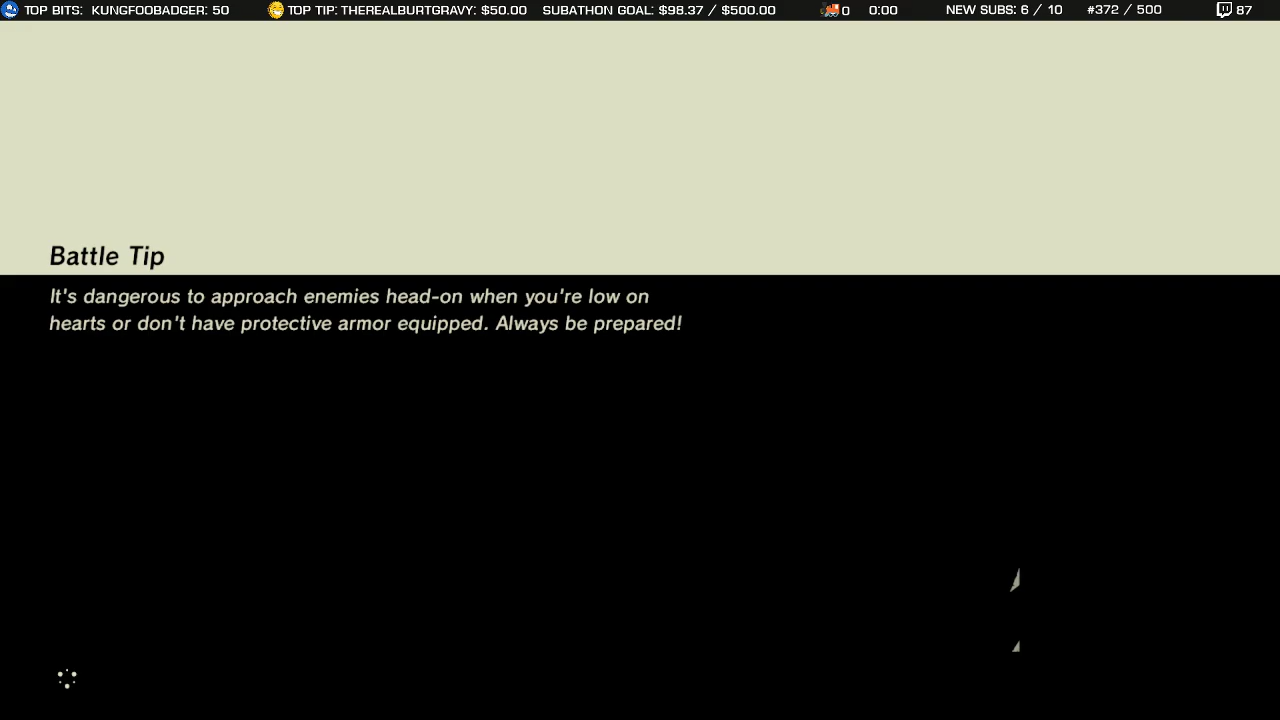 TOP BITS: KUNGFOOBADGER: 50 TOP TIP: THEREALBURTGRAVY: $50.00 SUBATHON GOAL: $98.37 / $500.00 0 0:00 NEW SUBS: 6 / 10 #372 / 500 87
Battle Tip
It's dangerous to approach enemies head-on when you're low on
hearts or don't have protective armor equipped. Always be prepared!